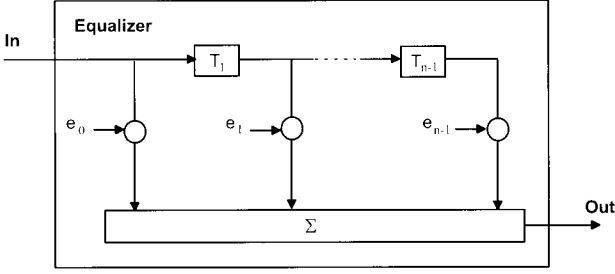 Equalizer
In
T1
Tn-1
e0
e1
en-1
Out
Σ